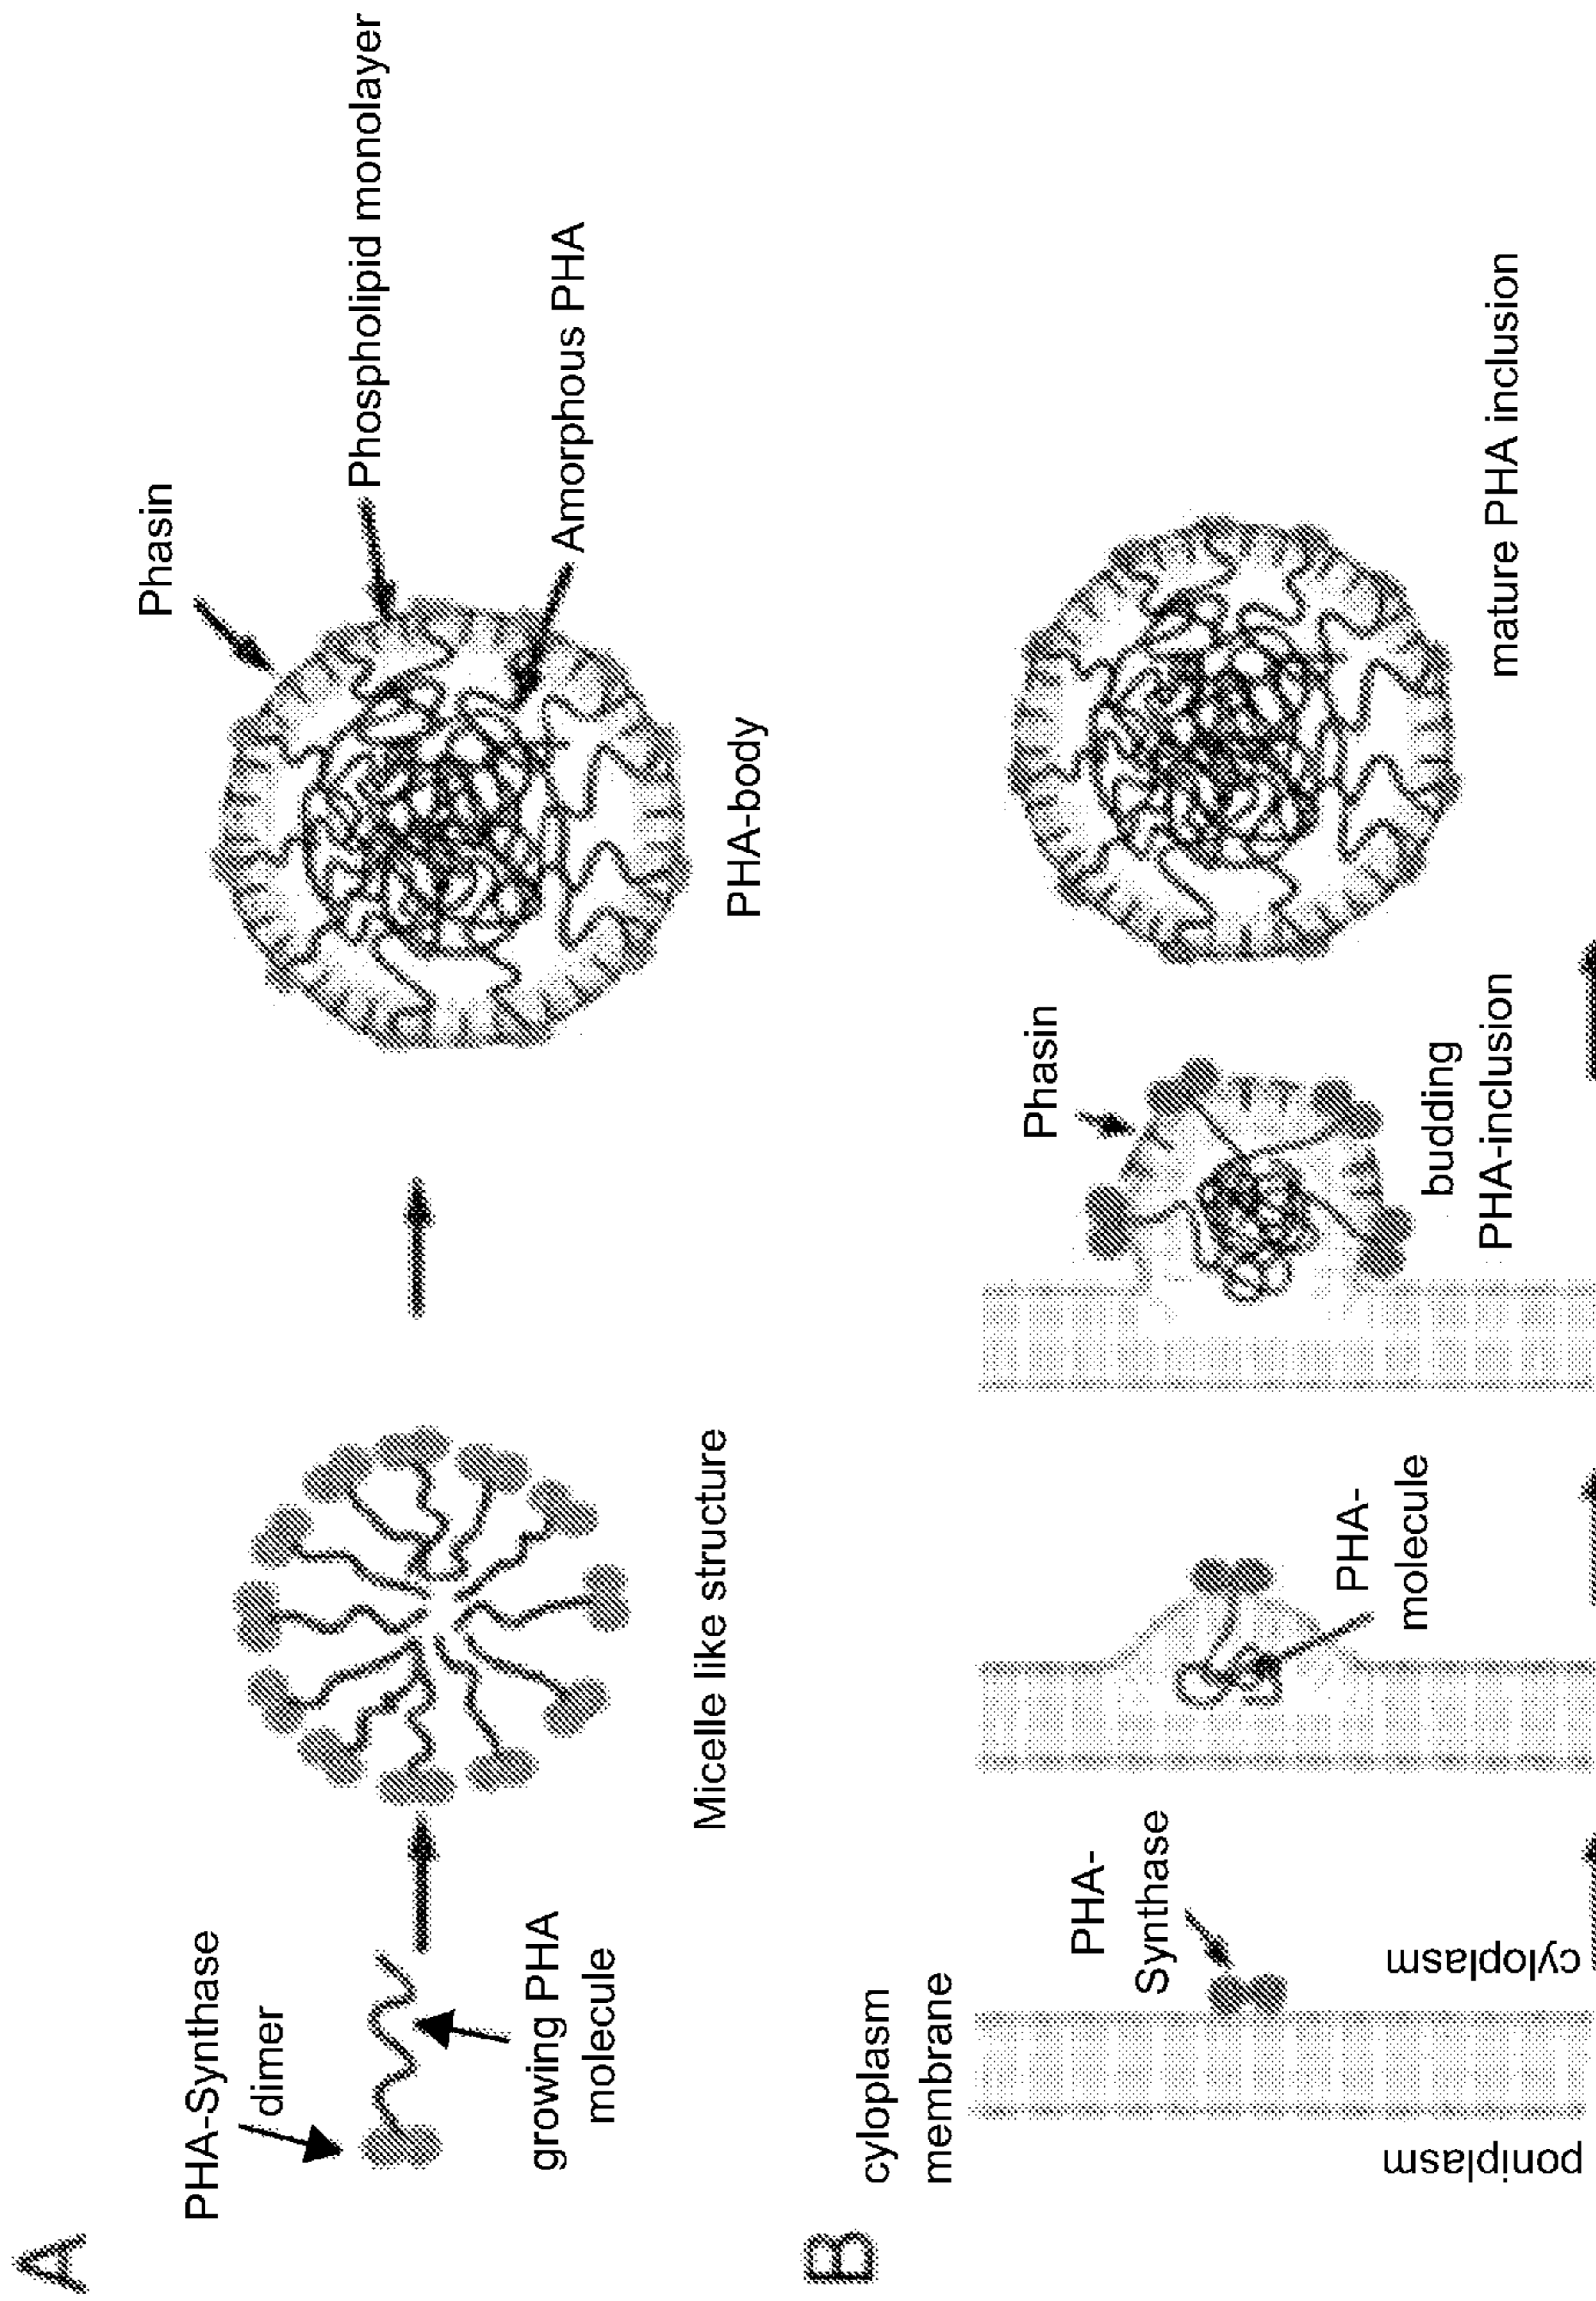 A
PHA-Synthase
dimer
growing PHA
molecule
Micelle like structure
Phasin
Phospholipid monolayer
Amorphous PHA
PHA-body
B
cyloplasm
membrane
poniplasm
cyloplasm
PHA-
Synthase
PHA-
molecule
Phasin
budding
PHA-inclusion
mature PHA inclusion